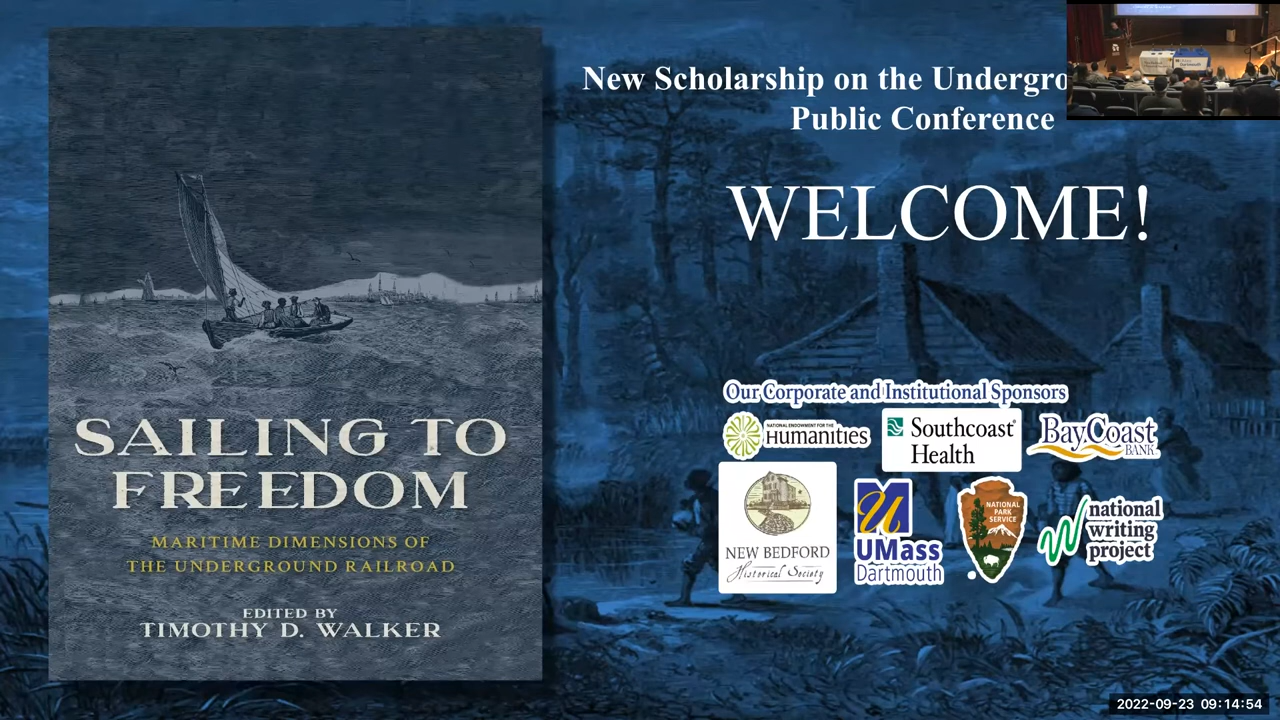 New Scholarship on the Undergro
Public Conference
WELCOME!
SAILING TO
FREEDOM
MARITIME DIMENSIONS OF
THE UNDERGROUND RAILROAD
EDITED BY
TIMOTHY D. WALKER
Our Corporate and Institutional Sponsors
NATIONAL ENDOWMENT FOR THE
Humanities
Southcoast
Health
BayCoast
BANK
NEW BEDFORD
Historical Society
UMass
Dartmouth
NATIONAL
PARK
SERVICE
national
writing
project
2022-09-23 09:14:54